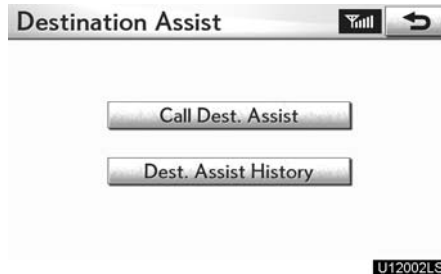 Destination Assist
Call Dest. Assist
Dest. Assist History
U12002LS